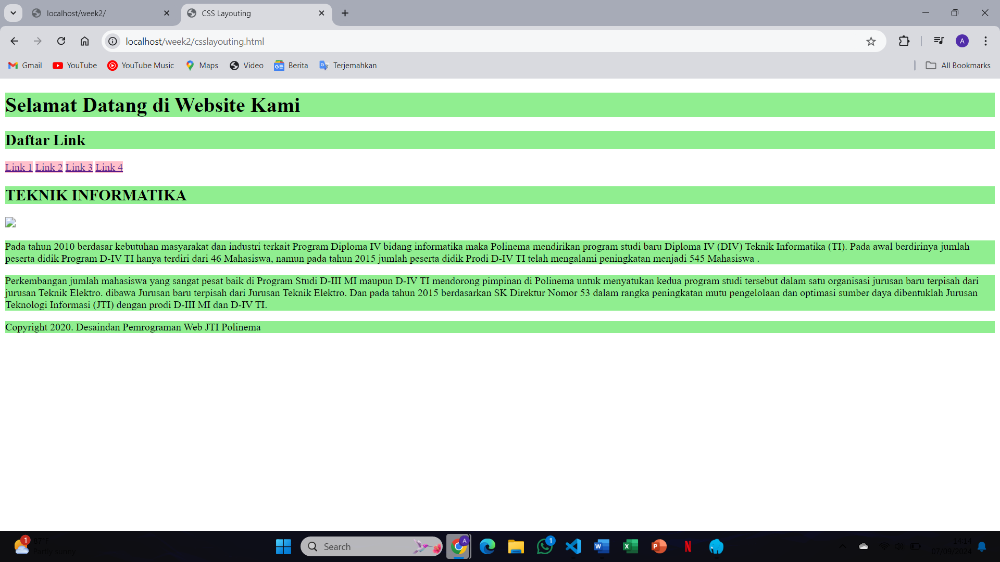 localhost/week2/
CSS Layouting
localhost/week2/csslayouting.html
A
Gmail
YouTube
YouTube Music
Maps
Video
Berita
Terjemahkan
All Bookmarks
Selamat Datang di Website Kami
Daftar Link
Link 1 Link 2 Link 3 Link 4
TEKNIK INFORMATIKA
Pada tahun 2010 berdasar kebutuhan masyarakat dan industri terkait Program Diploma IV bidang informatika maka Polinema mendirikan program studi baru Diploma IV (DIV) Teknik Informatika (TI). Pada awal berdirinya jumlah
peserta didik Program D-IV TI hanya terdiri dari 46 Mahasiswa, namun pada tahun 2015 jumlah peserta didik Prodi D-IV TI telah mengalami peningkatan menjadi 545 Mahasiswa .
Perkembangan jumlah mahasiswa yang sangat pesat baik di Program Studi D-III MI maupun D-IV TI mendorong pimpinan di Polinema untuk menyatukan kedua program studi tersebut dalam satu organisasi jurusan baru terpisah dari
jurusan Teknik Elektro. dibawa Jurusan baru terpisah dari Jurusan Teknik Elektro. Dan pada tahun 2015 berdasarkan SK Direktur Nomor 53 dalam rangka peningkatan mutu pengelolaan dan optimasi sumber daya dibentuklah Jurusan
Teknologi Informasi (JTI) dengan prodi D-III MI dan D-IV TI.
Copyright 2020. Desaindan Pemrograman Web JTI Polinema
1
87°F
Partly sunny
Search
A
1
14:14
07/09/2024